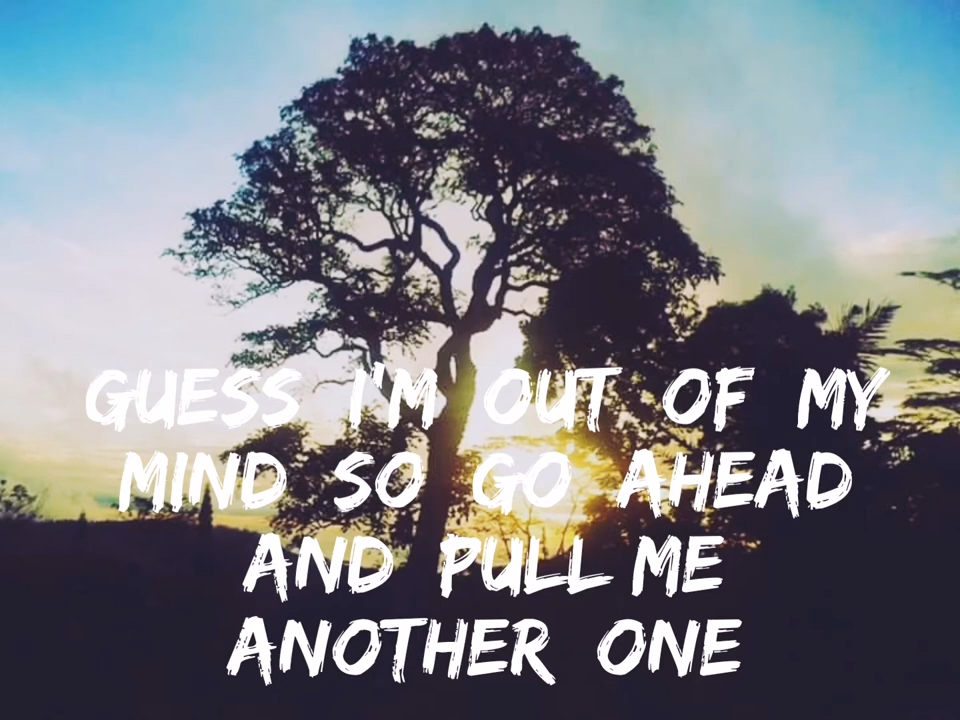 GUESS I'M OUT OF MY
MIND SO GO AHEAD
AND PULL ME
ANOTHER ONE